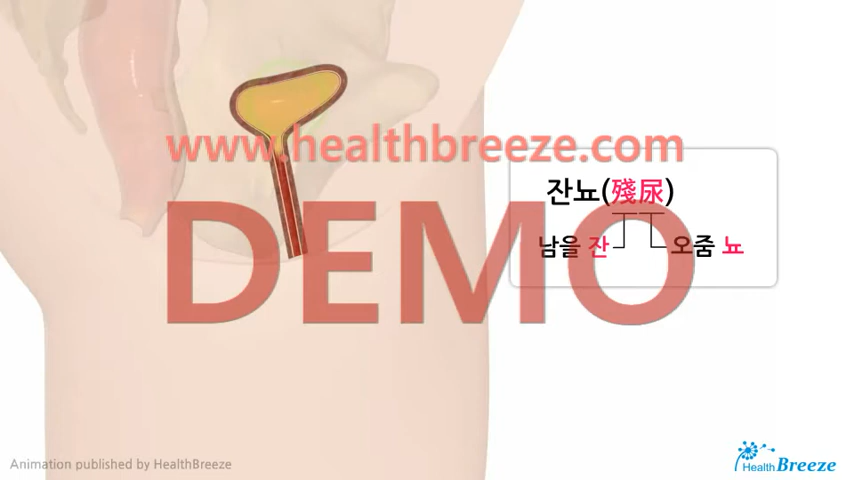 www.healthbreeze.com
잔뇨(殘尿)
DEMO
남을 잔 오줌 뇨
Animation published by HealthBreeze
Health Breeze